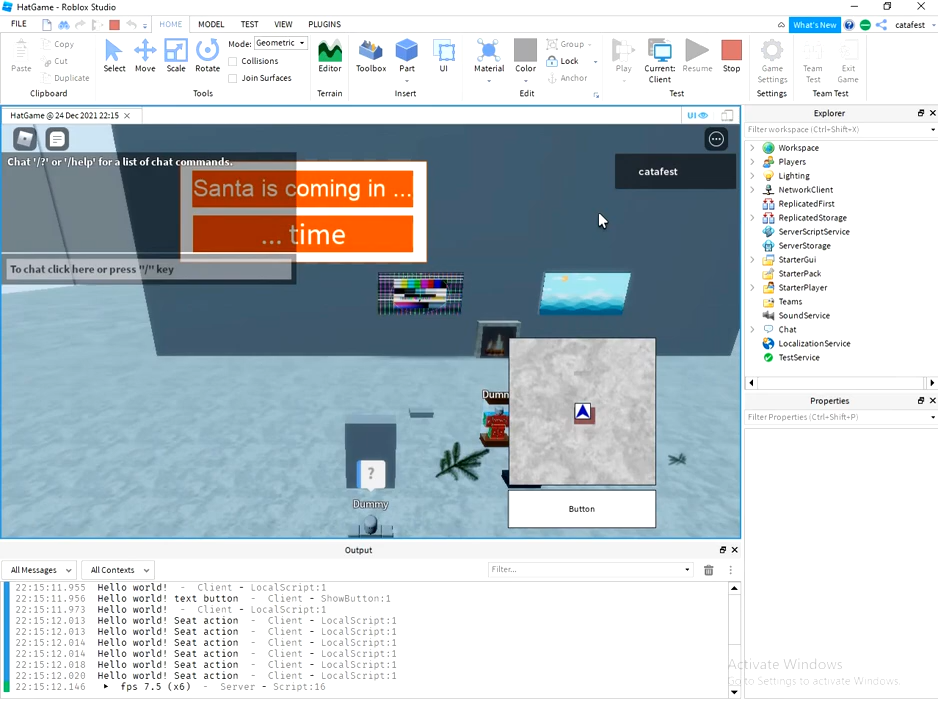 HatGame - Roblox Studio
FILE HOME MODEL TEST VIEW PLUGINS What's New catafest
Paste Copy Cut Duplicate
Select Move Scale Rotate
Mode: Geometric
Collisions
Join Surfaces
Editor Toolbox Part UI Material Color
Group
Lock
Anchor
Play Current: Client Resume Stop Game Settings Team Test Exit Game
Clipboard Tools Terrain Insert Edit Test Settings Team Test
HatGame @ 24 Dec 2021 22:15 UI
Chat '/?' or '/help' for a list of chat commands.
catafest
Santa is coming in ...
... time
To chat click here or press "/" key
Dumm
?
Dummy
Button
Explorer
Filter workspace (Ctrl+Shift+X)
Workspace
Players
Lighting
NetworkClient
ReplicatedFirst
ReplicatedStorage
ServerScriptService
ServerStorage
StarterGui
StarterPack
StarterPlayer
Teams
SoundService
Chat
LocalizationService
TestService
Properties
Filter Properties (Ctrl+Shift+P)
Output
All Messages All Contexts Filter...
22:15:11.955 Hello world! - Client - LocalScript:1
22:15:11.956 Hello world! text button - Client - ShowButton:1
22:15:11.973 Hello world! - Client - LocalScript:1
22:15:12.013 Hello world! Seat action - Client - LocalScript:1
22:15:12.013 Hello world! Seat action - Client - LocalScript:1
22:15:12.014 Hello world! Seat action - Client - LocalScript:1
22:15:12.014 Hello world! Seat action - Client - LocalScript:1
22:15:12.018 Hello world! Seat action - Client - LocalScript:1
22:15:12.020 Hello world! Seat action - Client - LocalScript:1
22:15:12.146 fps 7.5 (x6) - Server - Script:16
Activate Windows
Go to Settings to activate Windows.